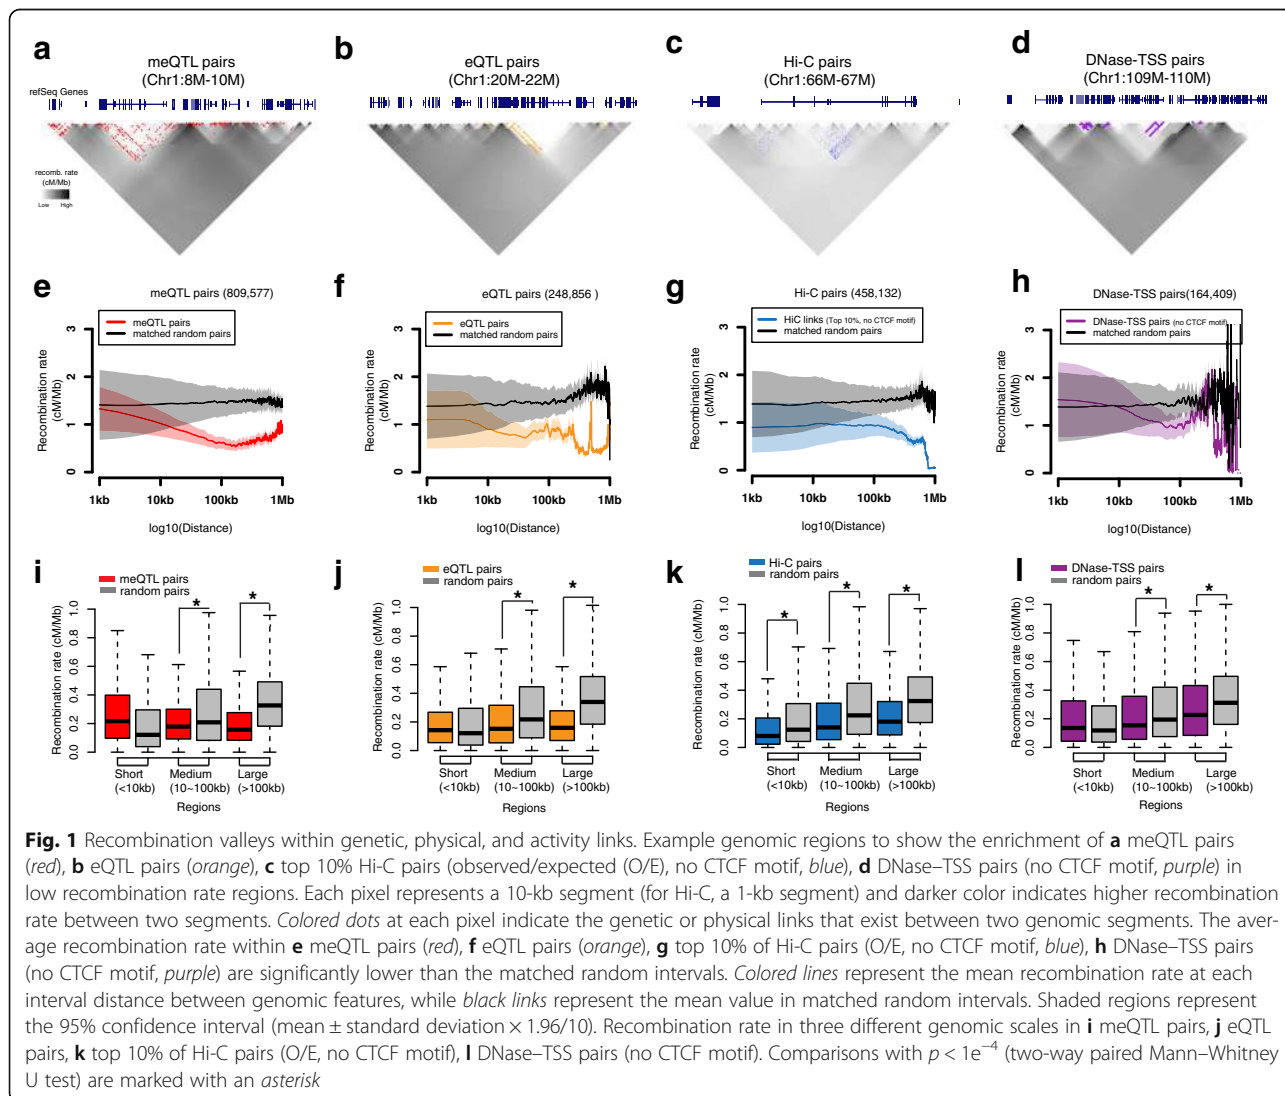 a
meQTL pairs
(Chr1:8M-10M)
b
eQTL pairs
(Chr1:20M-22M)
c
Hi-C pairs
(Chr1:66M-67M)
d
DNase-TSS pairs
(Chr1:109M-110M)
refSeq Genes
recomb. rate
(cM/Mb)
Low High
e
meQTL pairs (809,577)
meQTL pairs
matched random pairs
Recombination rate
(cM/Mb)
0 1 2 3
1kb 10kb 100kb 1Mb
log10(Distance)
f
eQTL pairs (248,856 )
eQTL pairs
matched random pairs
Recombination rate
(cM/Mb)
0 1 2 3
1kb 10kb 100kb 1Mb
log10(Distance)
g
Hi-C pairs (458,132)
HiC links (Top 10%, no CTCF motif)
matched random pairs
Recombination rate
(cM/Mb)
0 1 2 3
1kb 10kb 100kb 1Mb
log10(Distance)
h
DNase-TSS pairs(164,409)
DNase-TSS pairs (no CTCF motif)
matched random pairs
Recombination rate
(cM/Mb)
0 1 2 3
1kb 10kb 100kb 1Mb
log10(Distance)
i
meQTL pairs
random pairs
Recombination rate (cM/Mb)
0.0 0.2 0.4 0.6 0.8 1.0
* *
Short Medium Large
(<10kb) (10~100kb) (>100kb)
Regions
j
eQTL pairs
random pairs
Recombination rate (cM/Mb)
0.0 0.2 0.4 0.6 0.8 1.0
* *
Short Medium Large
(<10kb) (10~100kb) (>100kb)
Regions
k
Hi-C pairs
random pairs
Recombination rate (cM/Mb)
0.0 0.2 0.4 0.6 0.8 1.0
* * *
Short Medium Large
(<10kb) (10~100kb) (>100kb)
Regions
l
DNase-TSS pairs
random pairs
Recombination rate (cM/Mb)
0.0 0.2 0.4 0.6 0.8 1.0
* *
Short Medium Large
(<10kb) (10~100kb) (>100kb)
Regions
Fig. 1 Recombination valleys within genetic, physical, and activity links. Example genomic regions to show the enrichment of a meQTL pairs
(red), b eQTL pairs (orange), c top 10% Hi-C pairs (observed/expected (O/E), no CTCF motif, blue), d DNase–TSS pairs (no CTCF motif, purple) in
low recombination rate regions. Each pixel represents a 10-kb segment (for Hi-C, a 1-kb segment) and darker color indicates higher recombination
rate between two segments. Colored dots at each pixel indicate the genetic or physical links that exist between two genomic segments. The aver-
age recombination rate within e meQTL pairs (red), f eQTL pairs (orange), g top 10% of Hi-C pairs (O/E, no CTCF motif, blue), h DNase–TSS pairs
(no CTCF motif, purple) are significantly lower than the matched random intervals. Colored lines represent the mean recombination rate at each
interval distance between genomic features, while black links represent the mean value in matched random intervals. Shaded regions represent
the 95% confidence interval (mean ± standard deviation × 1.96/10). Recombination rate in three different genomic scales in i meQTL pairs, j eQTL
pairs, k top 10% of Hi-C pairs (O/E, no CTCF motif), l DNase–TSS pairs (no CTCF motif). Comparisons with p < 1e−4 (two-way paired Mann–Whitney
U test) are marked with an asterisk